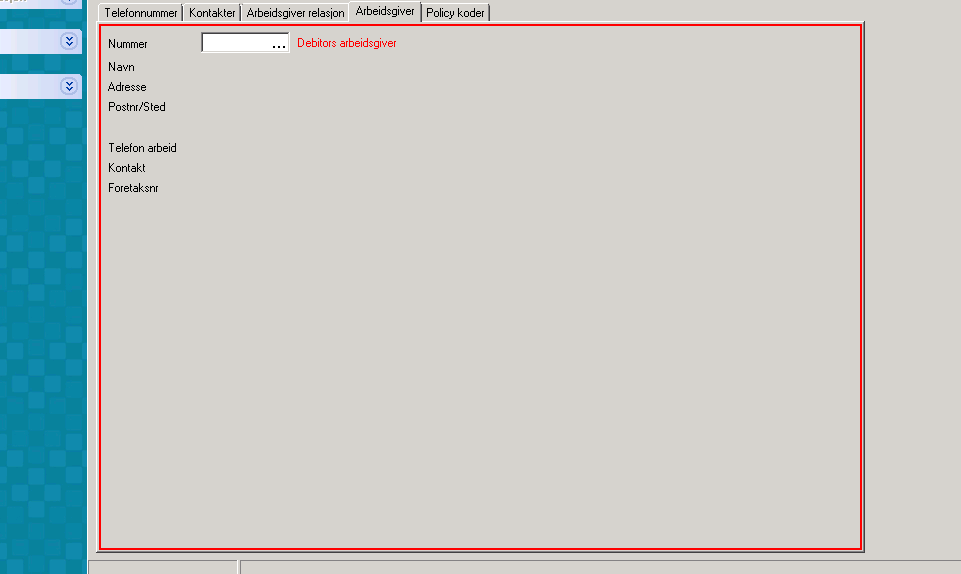 Telefonnummer Kontakter Arbeidsgiver relasjon Arbeidsgiver Policy koder
Nummer ... Debitors arbeidsgiver
Navn
Adresse
Postnr/Sted
Telefon arbeid
Kontakt
Foretaksnr